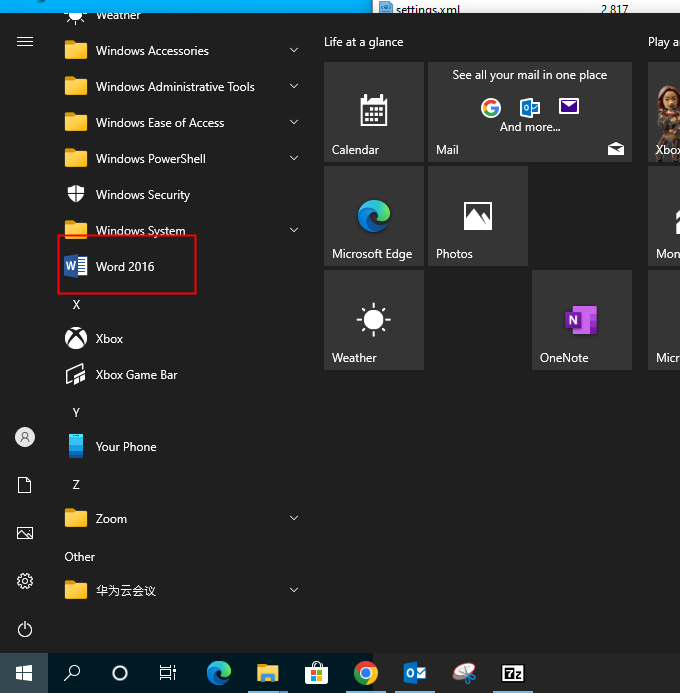 settings.xml 2,817
Weather
Windows Accessories
Windows Administrative Tools
Windows Ease of Access
Windows PowerShell
Windows Security
Windows System
W Word 2016
X
Xbox
Xbox Game Bar
Y
Your Phone
Z
Zoom
Other
华为云会议
Life at a glance
Calendar
See all your mail in one place
And more...
Mail
Microsoft Edge
Photos
Weather
N
OneNote
Play a
Xbox
Mon
Micr
7z